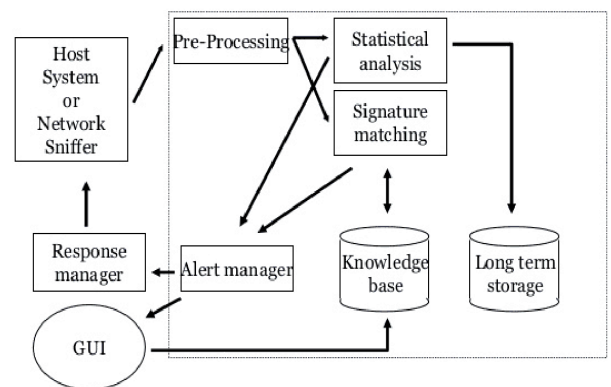 Host
System
or
Network
Sniffer
Pre-Processing
Statistical
analysis
Signature
matching
Response
manager
Alert manager
Knowledge
base
Long term
storage
GUI